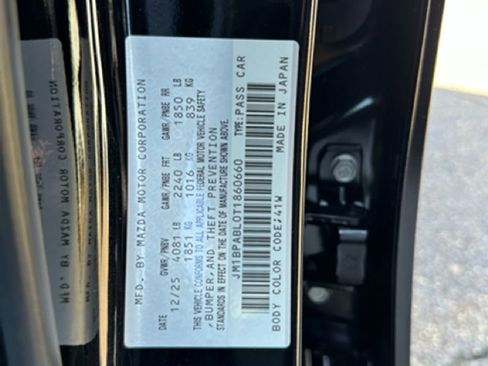 MFD. BY MAZDA MOTOR CORPORATION
DATE GVWR/PNBV GAWR/PNBE FRT GAWR/PNBE RR
12/25 4081 LB 2240 LB 1850 LB
1851 KG 1016 KG 839 KG
THIS VEHICLE CONFORMS TO ALL APPLICABLE FEDERAL MOTOR VEHICLE SAFETY
,BUMPER,AND THEFT PREVENTION
STANDARDS IN EFFECT ON THE DATE OF MANUFACTURE SHOWN ABOVE.
JM1BPABL0T1860660 TYPE:PASS CAR
BODY COLOR CODE:41W MADE IN JAPAN